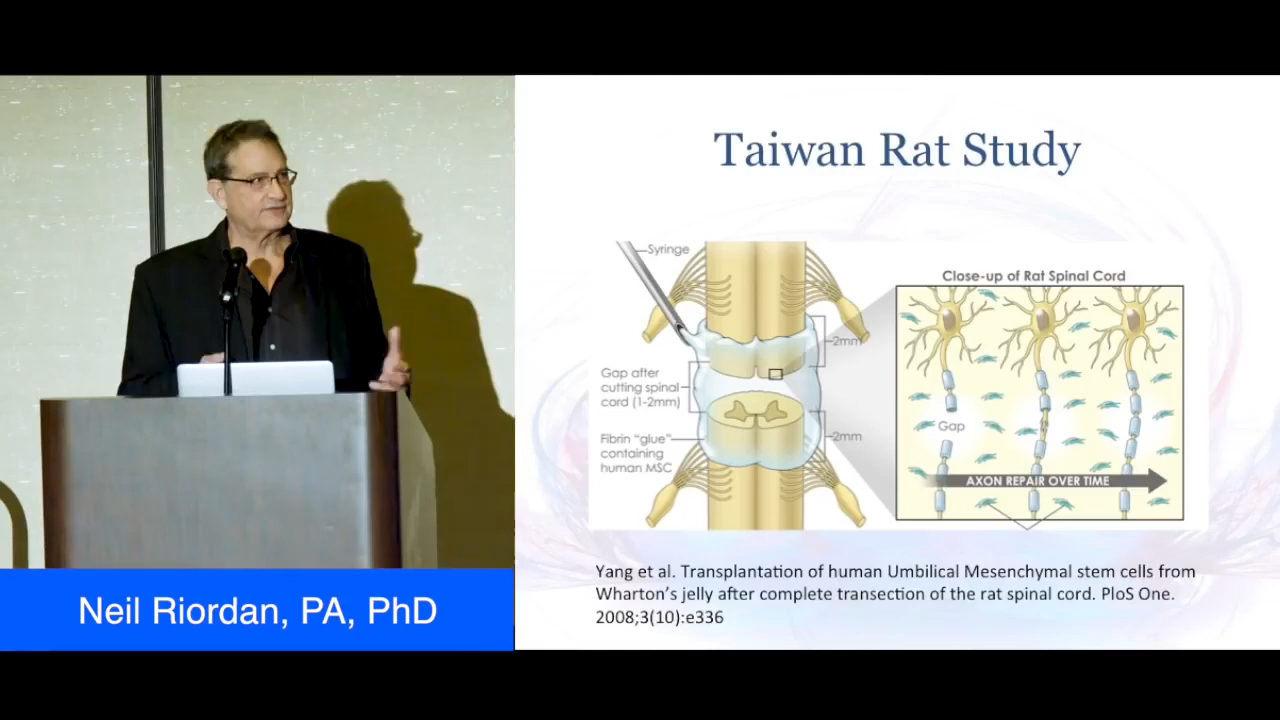 Taiwan Rat Study
Syringe
Close-up of Rat Spinal Cord
2mm
Gap after
cutting spinal
cord (1-2mm)
Gap
2mm
Fibrin “glue”
containing
human MSC
AXON REPAIR OVER TIME
Yang et al. Transplantation of human Umbilical Mesenchymal stem cells from
Wharton’s jelly after complete transection of the rat spinal cord. PloS One.
2008;3(10):e336
Neil Riordan, PA, PhD